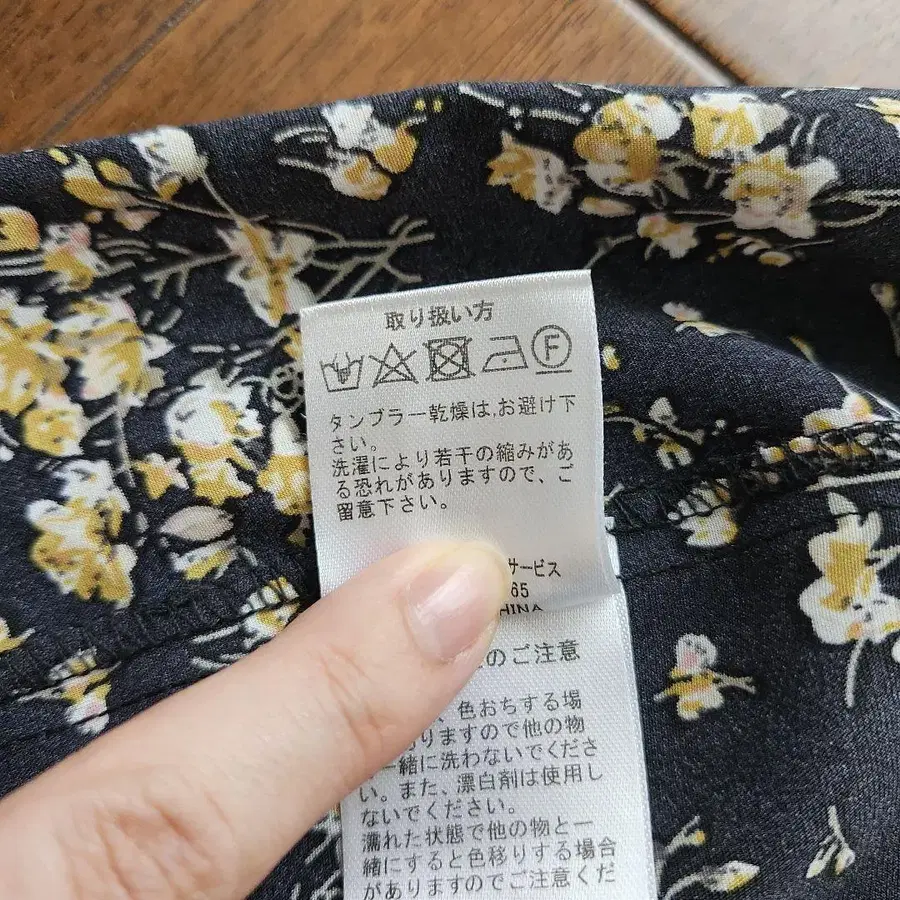 取り扱い方
F
タンブラー乾燥は、お避け下
さい。
洗濯により若干の縮みがあ
る恐れがありますので、ご
留意下さい。
サービス
65
CHINA
のご注意
、色おちする場
りますので他の物
一緒に洗わないでくださ
い。また、漂白剤は使用し
ないでください。
濡れた状態で他の物と一
緒にすると色移りする場合
がありますのでご注意くだ